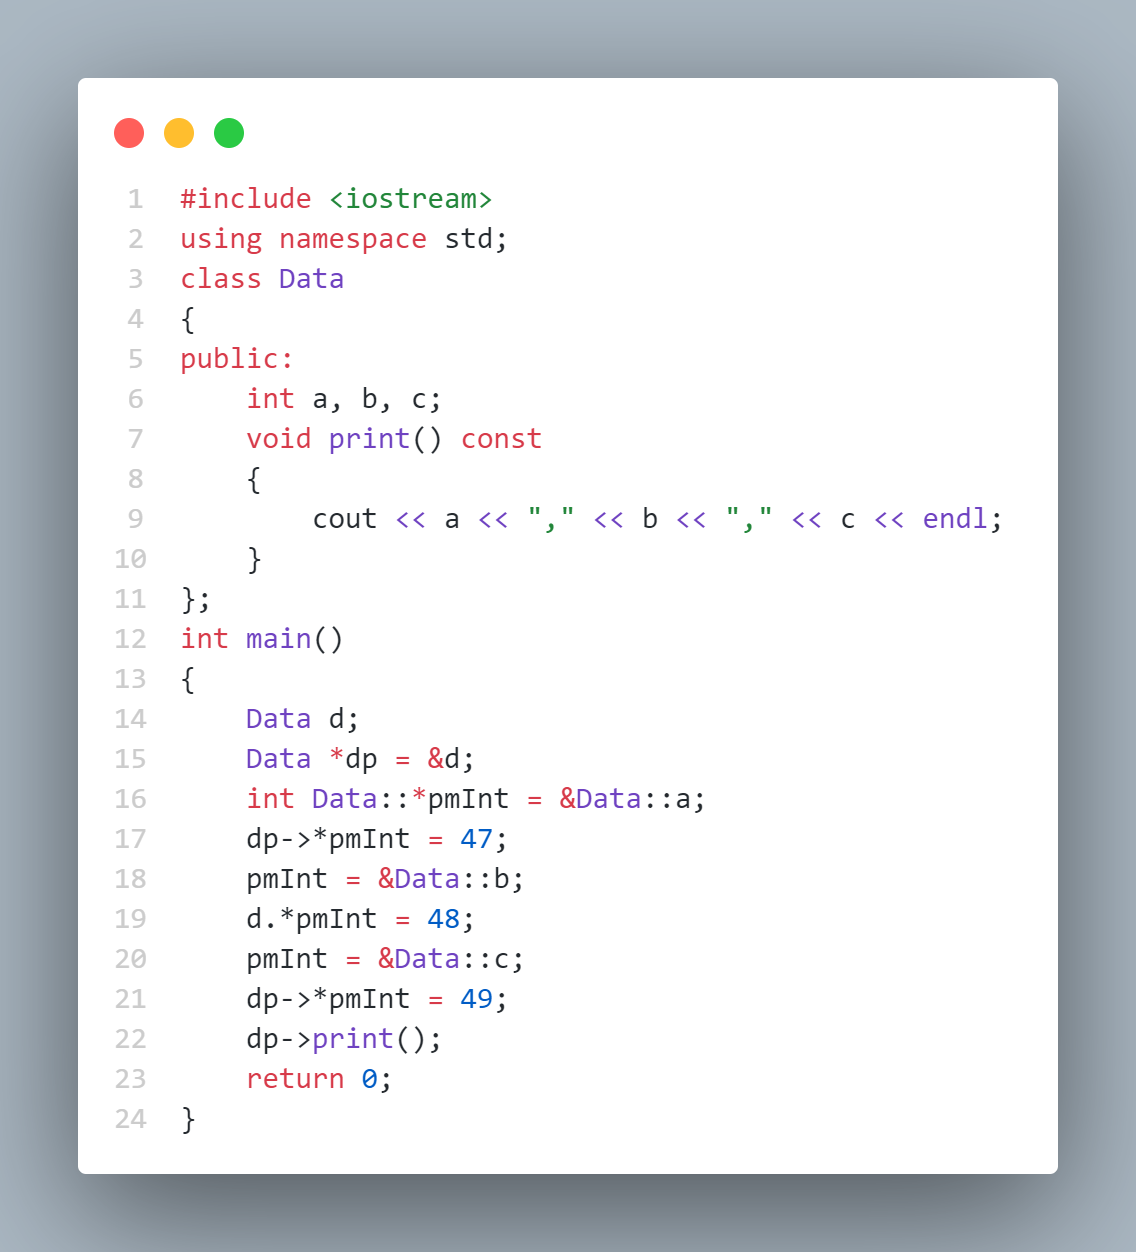 1 #include <iostream>
2 using namespace std;
3 class Data
4 {
5 public:
6     int a, b, c;
7     void print() const
8     {
9         cout << a << "," << b << "," << c << endl;
10     }
11 };
12 int main()
13 {
14     Data d;
15     Data *dp = &d;
16     int Data::*pmInt = &Data::a;
17     dp->*pmInt = 47;
18     pmInt = &Data::b;
19     d.*pmInt = 48;
20     pmInt = &Data::c;
21     dp->*pmInt = 49;
22     dp->print();
23     return 0;
24 }